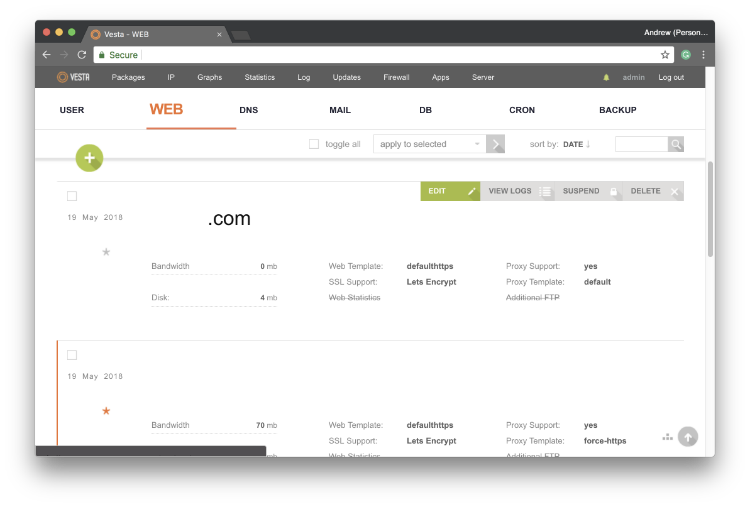 Vesta - WEB ×
Andrew (Person...
Secure
VESTA Packages IP Graphs Statistics Log Updates Firewall Apps Server admin Log out
USER WEB DNS MAIL DB CRON BACKUP
toggle all apply to selected sort by: DATE ↓
EDIT VIEW LOGS SUSPEND DELETE
19 May 2018
.com
Bandwidth 0 mb Web Template: defaulthttps Proxy Support: yes
SSL Support: Lets Encrypt Proxy Template: default
Disk: 4 mb Web Statistics Additional FTP
19 May 2018
Bandwidth 70 mb Web Template: defaulthttps Proxy Support: yes
SSL Support: Lets Encrypt Proxy Template: force-https
mb Web Statistics Additional FTP